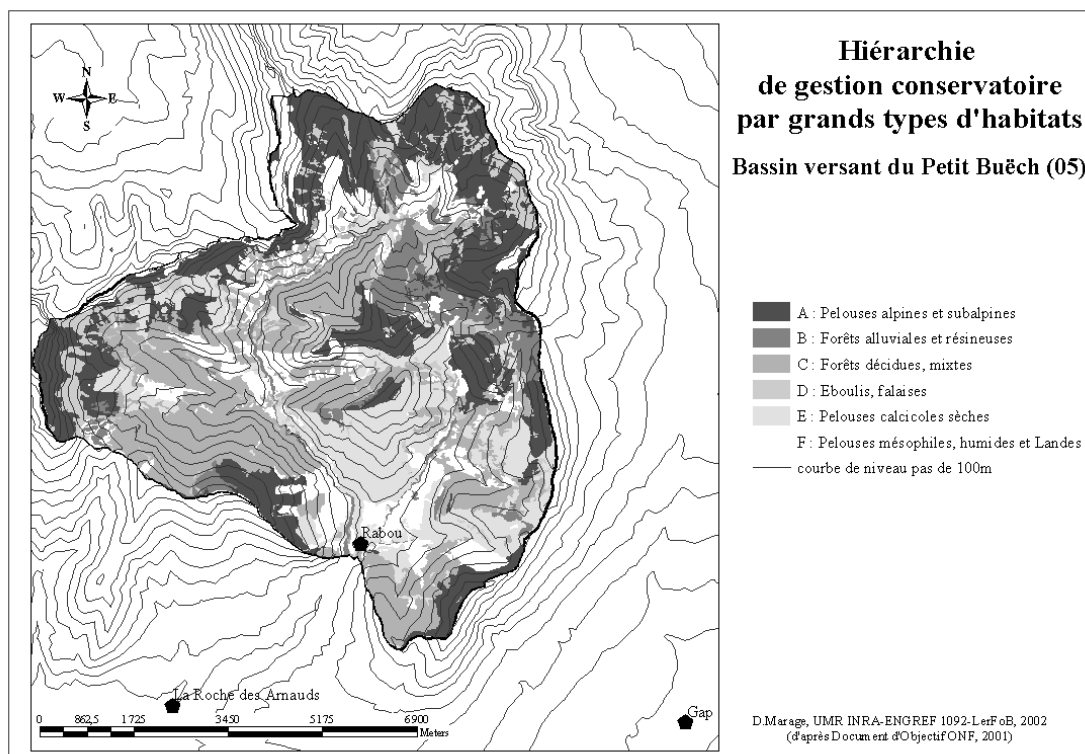 Hiérarchie
de gestion conservatoire
par grands types d'habitats
Bassin versant du Petit Buëch (05)
N
W E
S
A : Pelouses alpines et subalpines
B : Forêts alluviales et résineuses
C : Forêts décidues, mixtes
D : Eboulis, falaises
E : Pelouses calcicoles sèches
F : Pelouses mésophiles, humides et Landes
courbe de niveau pas de 100m
Rabou
La Roche des Arnauds
Gap
0 862,5 1725 3450 5175 6900
Meters
D.Marage, UMR INRA-ENGREF 1092-LerFoB, 2002
(d'après Document d'Objectif ONF, 2001)